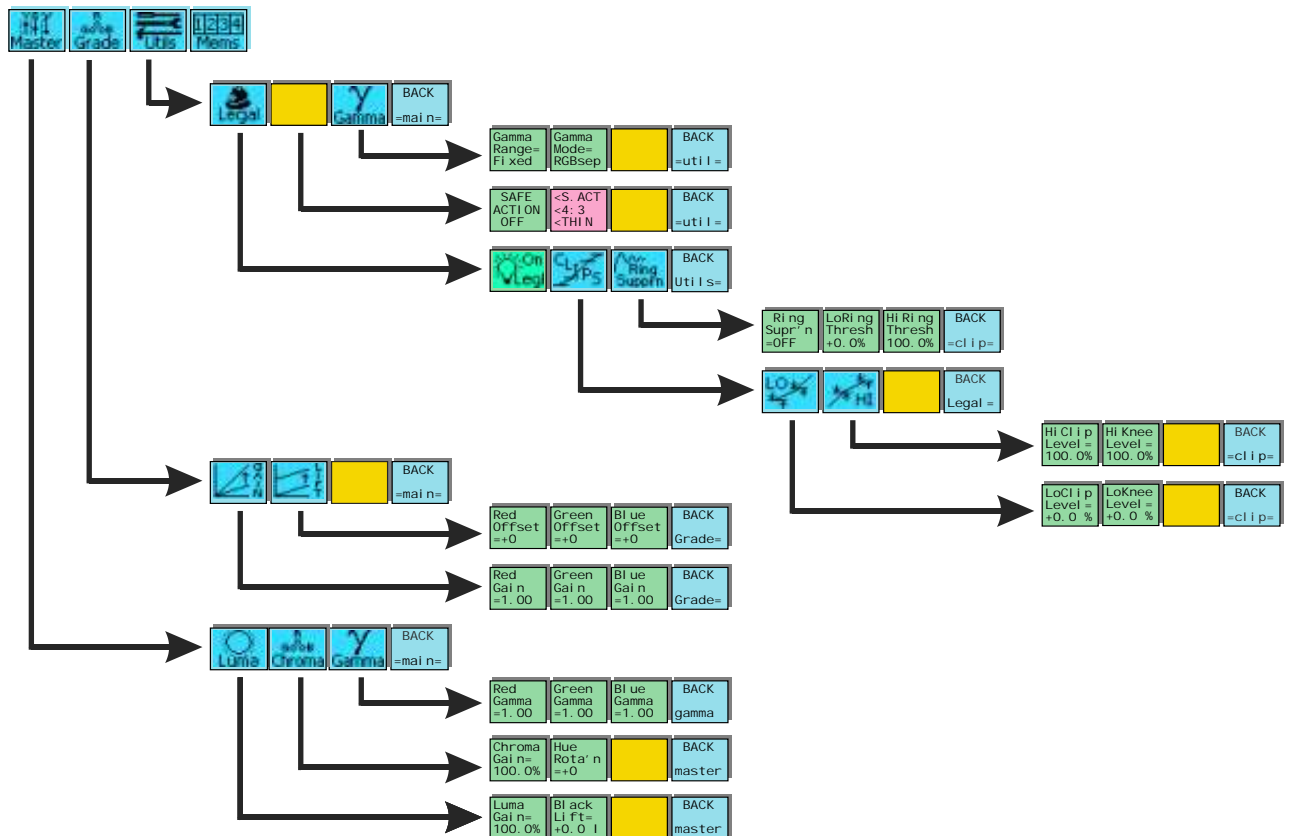 Master Grade Utils 1234 Mems
Legal Gamma BACK =main=
Gamma Range= Fixed
Gamma Mode= RGBsep
BACK =util=
SAFE ACTION OFF
<S.ACT <4:3 <THIN
BACK =util=
On Legl
CLIPS
Ring Supprn
BACK Utils=
Ring Supr'n =OFF
LoRing Thresh +0.0%
HiRing Thresh 100.0%
BACK =clip=
LO
HI
BACK Legal=
HiClip Level= 100.0%
HiKnee Level= 100.0%
BACK =clip=
GAIN
LIFT
BACK =main=
LoClip Level= +0.0 %
LoKnee Level= +0.0 %
BACK =clip=
Red Offset =+0
Green Offset =+0
Blue Offset =+0
BACK Grade=
Red Gain =1.00
Green Gain =1.00
Blue Gain =1.00
BACK Grade=
Luma Chroma Gamma BACK =main=
Red Gamma =1.00
Green Gamma =1.00
Blue Gamma =1.00
BACK gamma
Chroma Gain= 100.0%
Hue Rota'n =+0
BACK master
Luma Gain= 100.0%
Black Lift= +0.0 I
BACK master